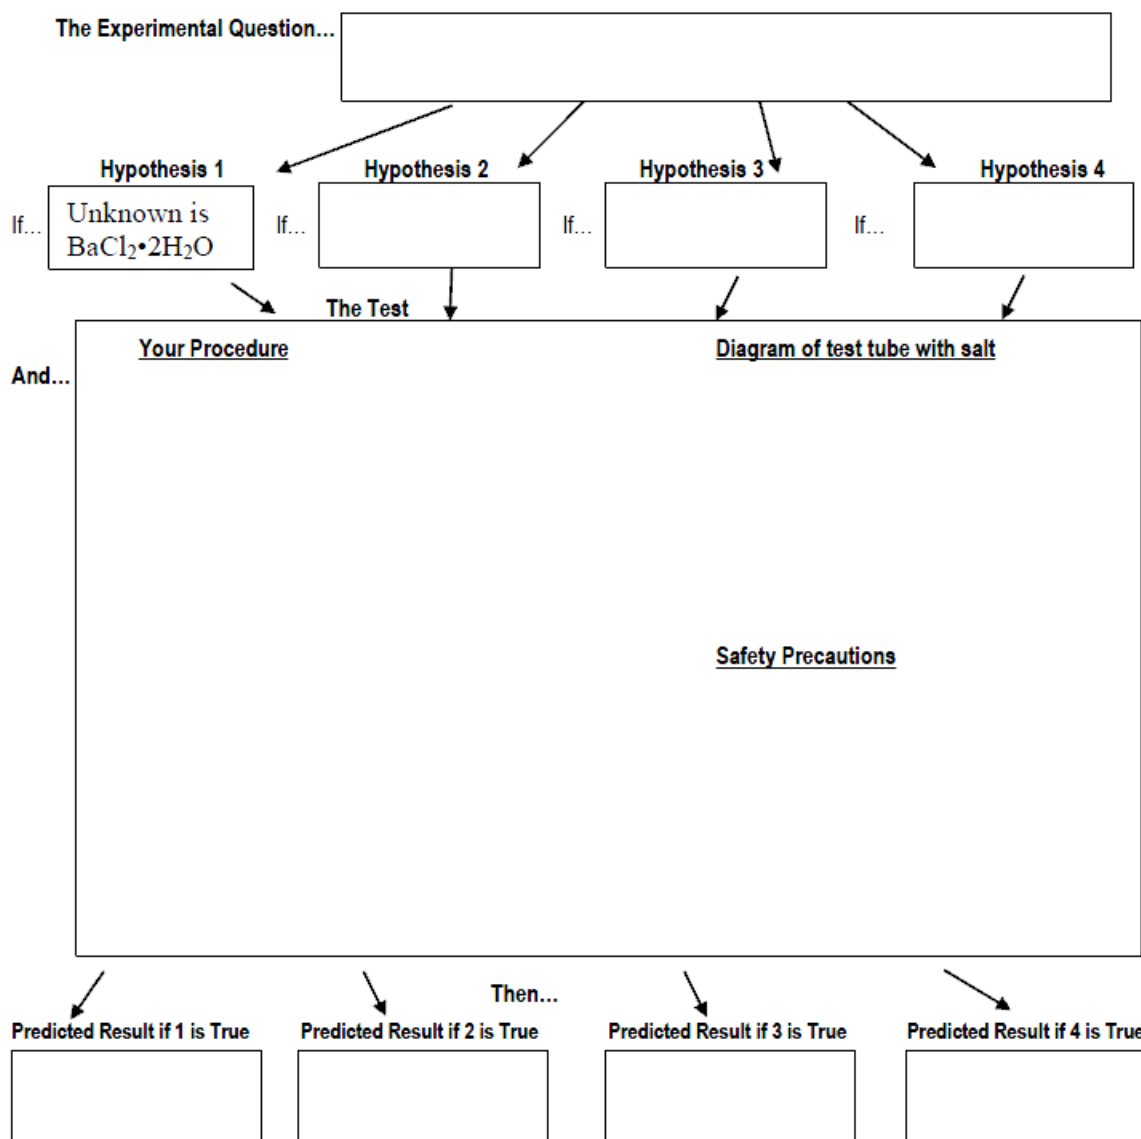 The Experimental Question…
Hypothesis 1
Hypothesis 2
Hypothesis 3
Hypothesis 4
If…
Unknown is
BaCl₂•2H₂O
If…
If…
If…
The Test
Your Procedure
Diagram of test tube with salt
And…
Safety Precautions
Then…
Predicted Result if 1 is True
Predicted Result if 2 is True
Predicted Result if 3 is True
Predicted Result if 4 is True